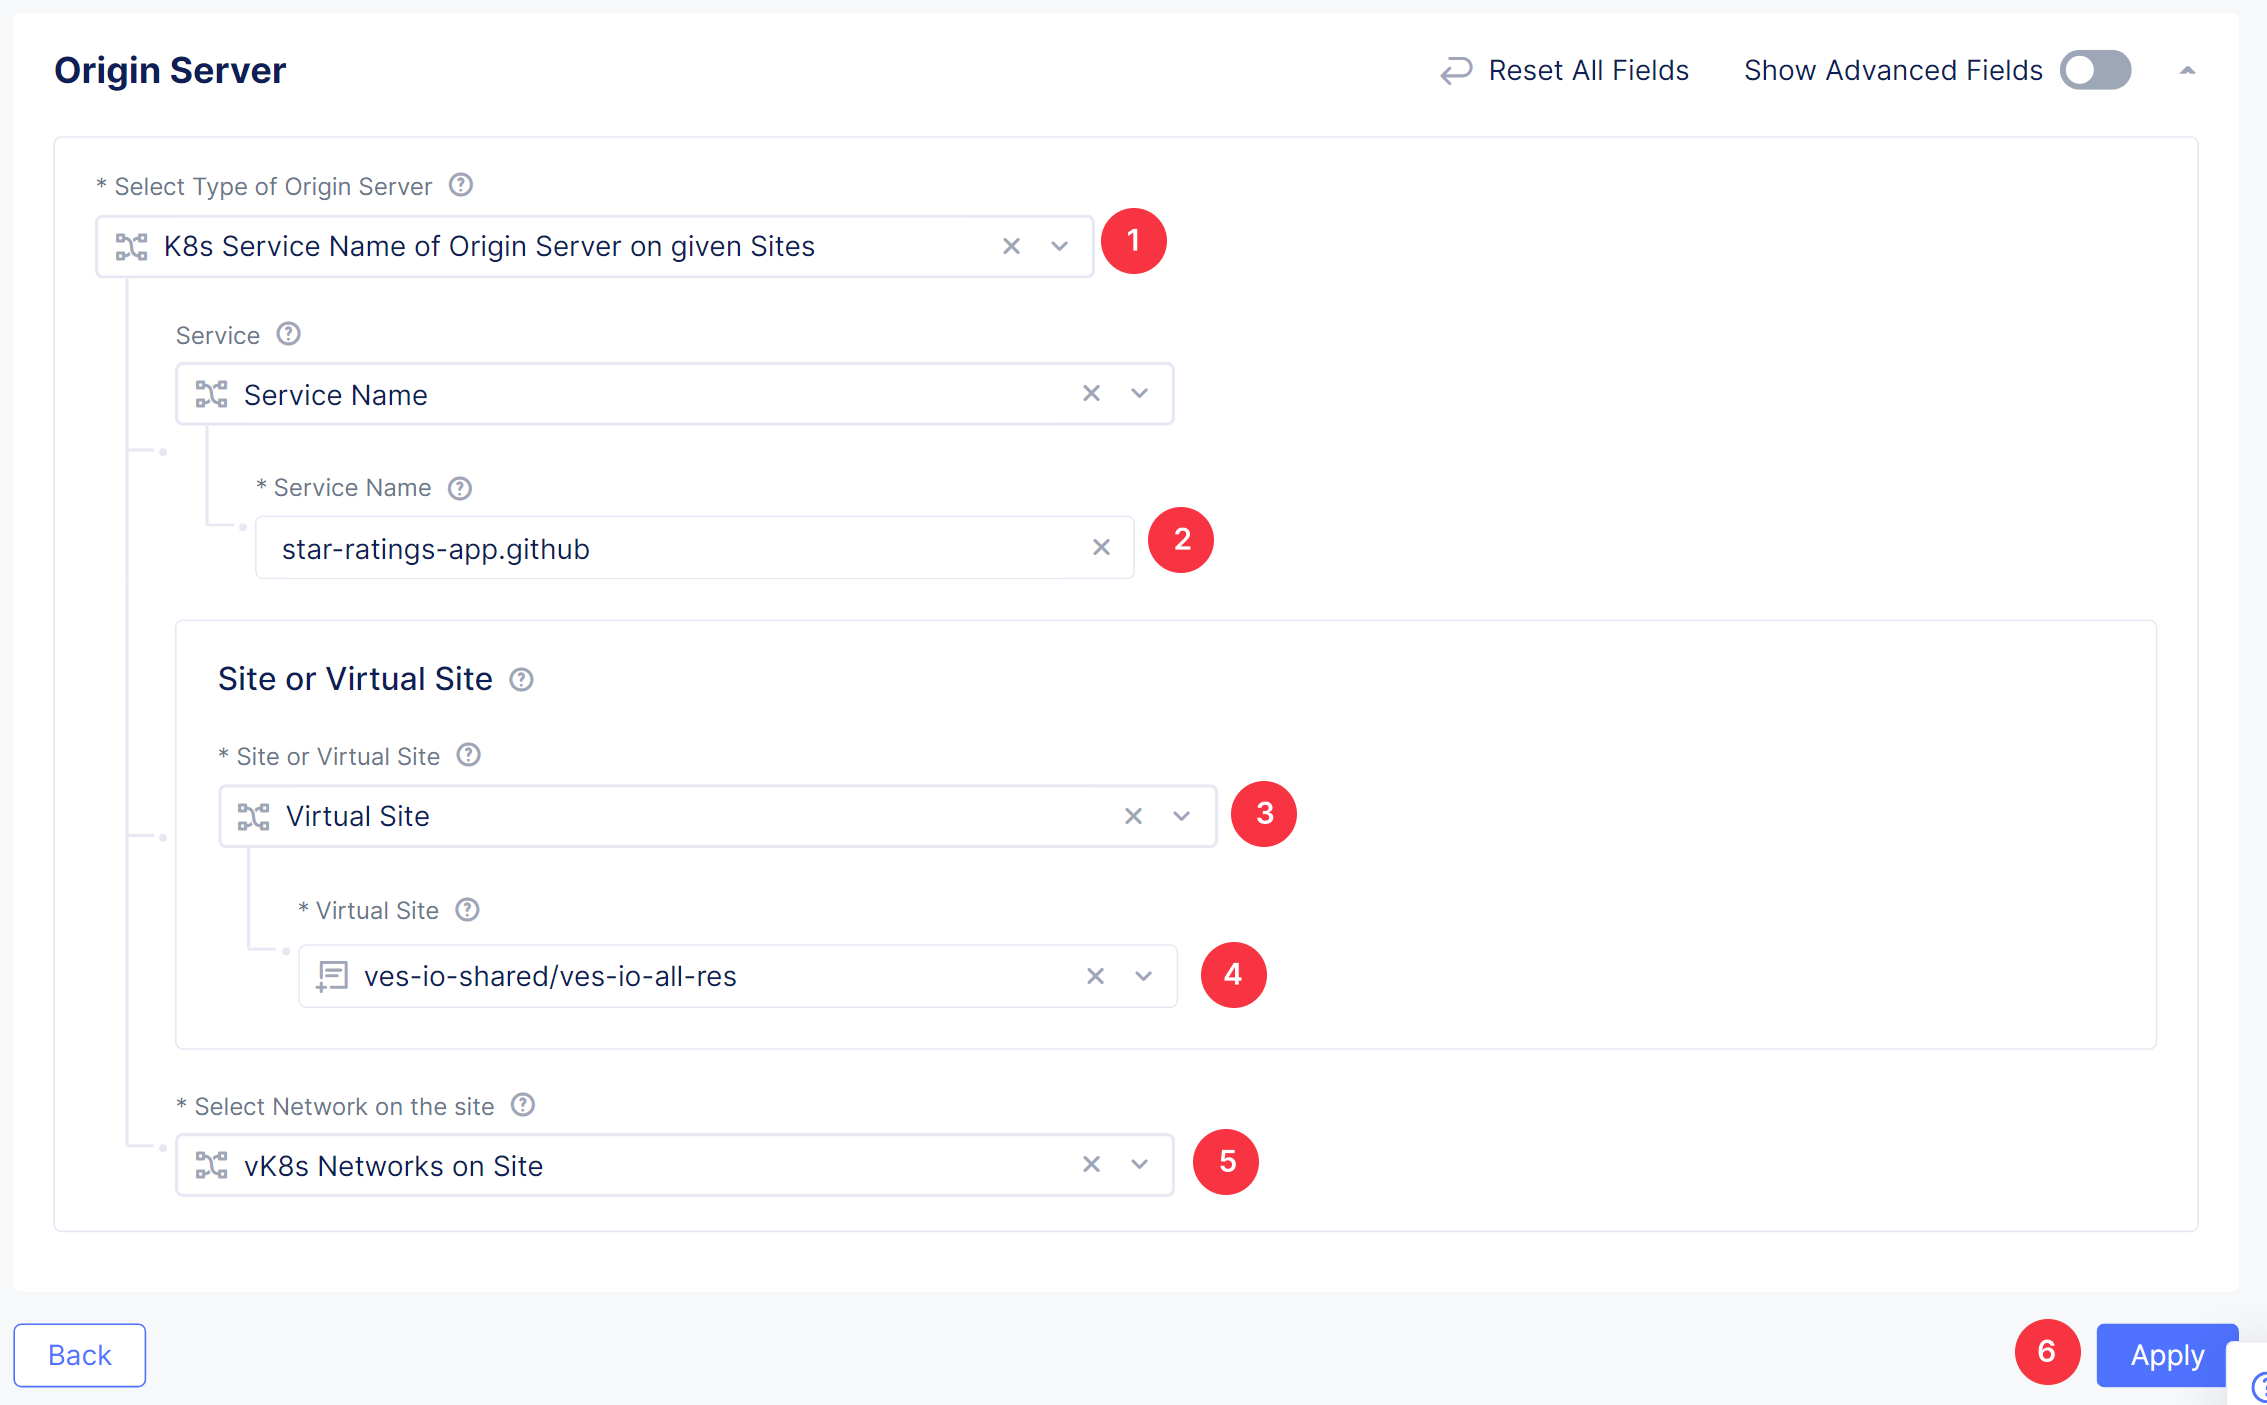 Origin Server
Reset All Fields
Show Advanced Fields
* Select Type of Origin Server
K8s Service Name of Origin Server on given Sites
1
Service
Service Name
* Service Name
star-ratings-app.github
2
Site or Virtual Site
* Site or Virtual Site
Virtual Site
3
* Virtual Site
ves-io-shared/ves-io-all-res
4
* Select Network on the site
vK8s Networks on Site
5
Back
6
Apply